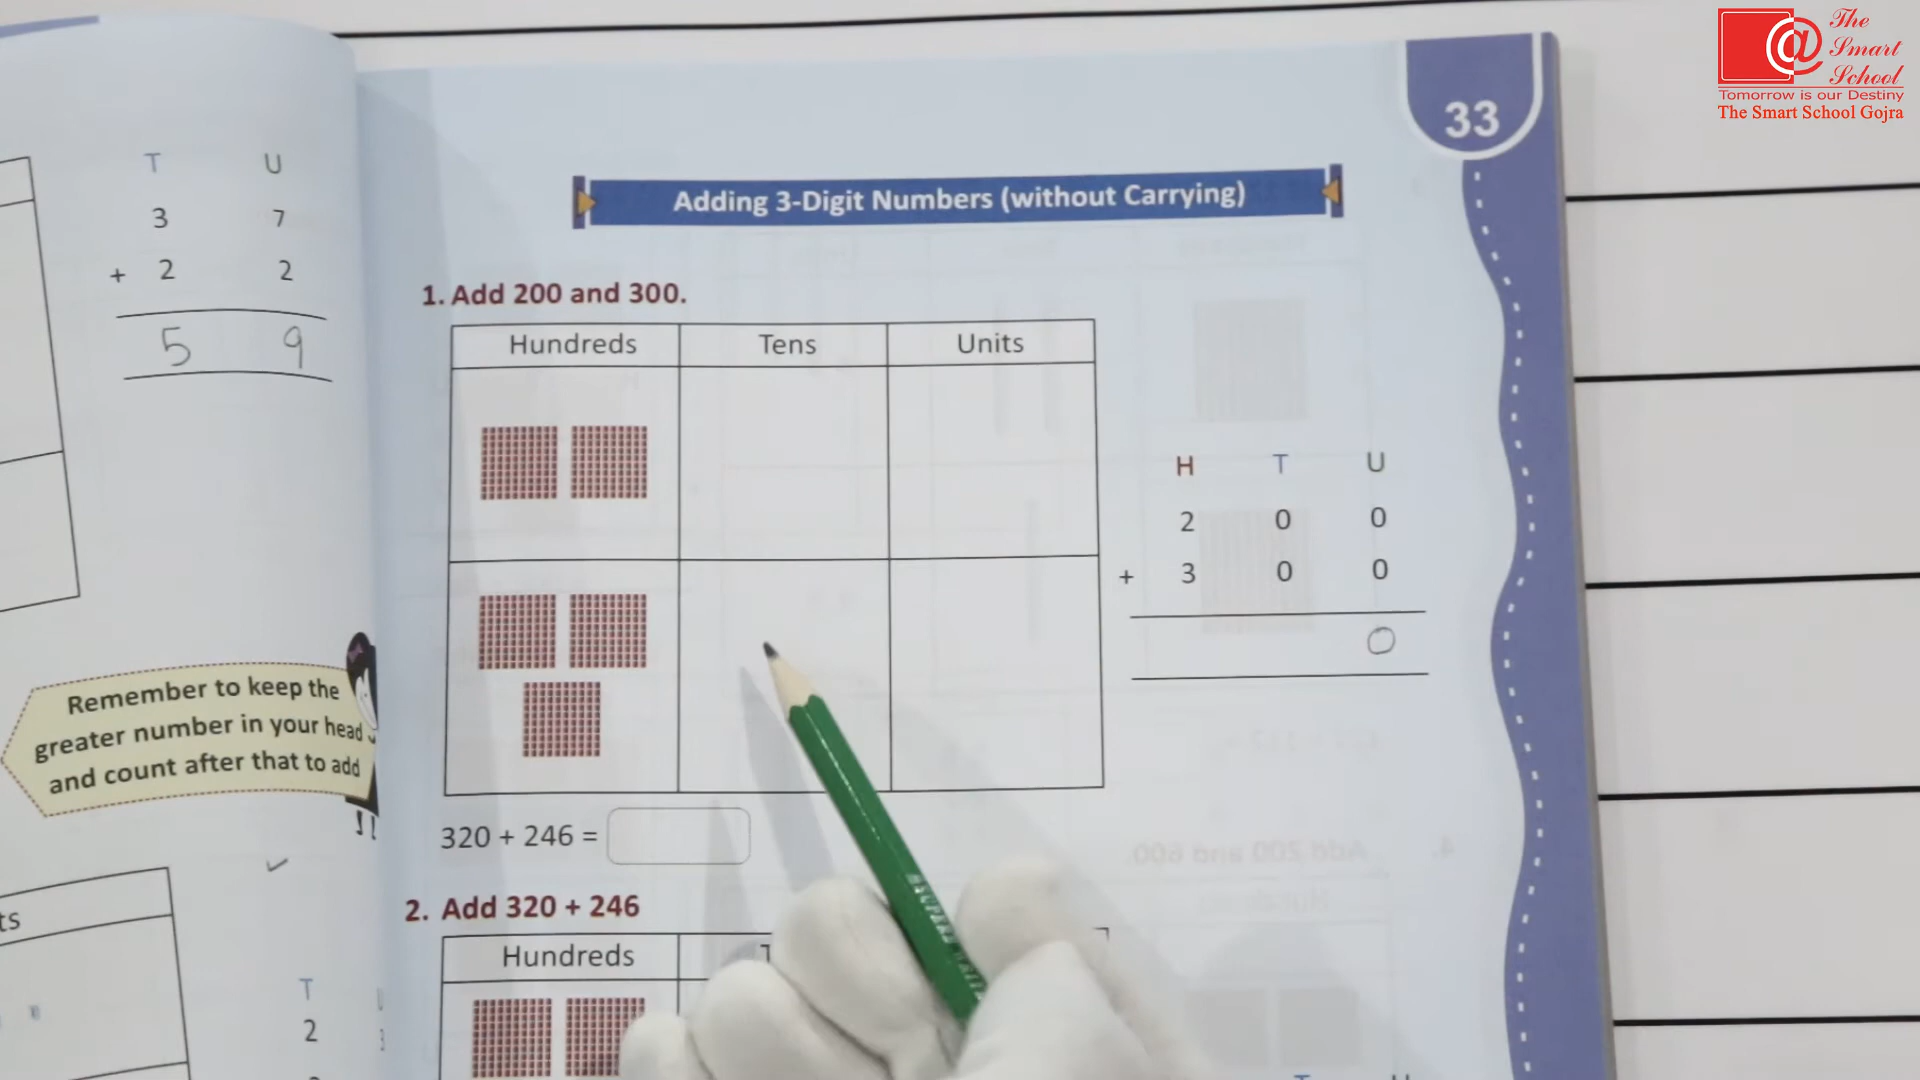 T U
3 7
+ 2 2
5 9
Remember to keep the
greater number in your head
and count after that to add
ts
T
2
33
Adding 3-Digit Numbers (without Carrying)
1. Add 200 and 300.
Hundreds Tens Units
H T U
2 0 0
+ 3 0 0
0
320 + 246 =
2. Add 320 + 246
Hundreds
The
Smart
School
Tomorrow is our Destiny
The Smart School Gojra